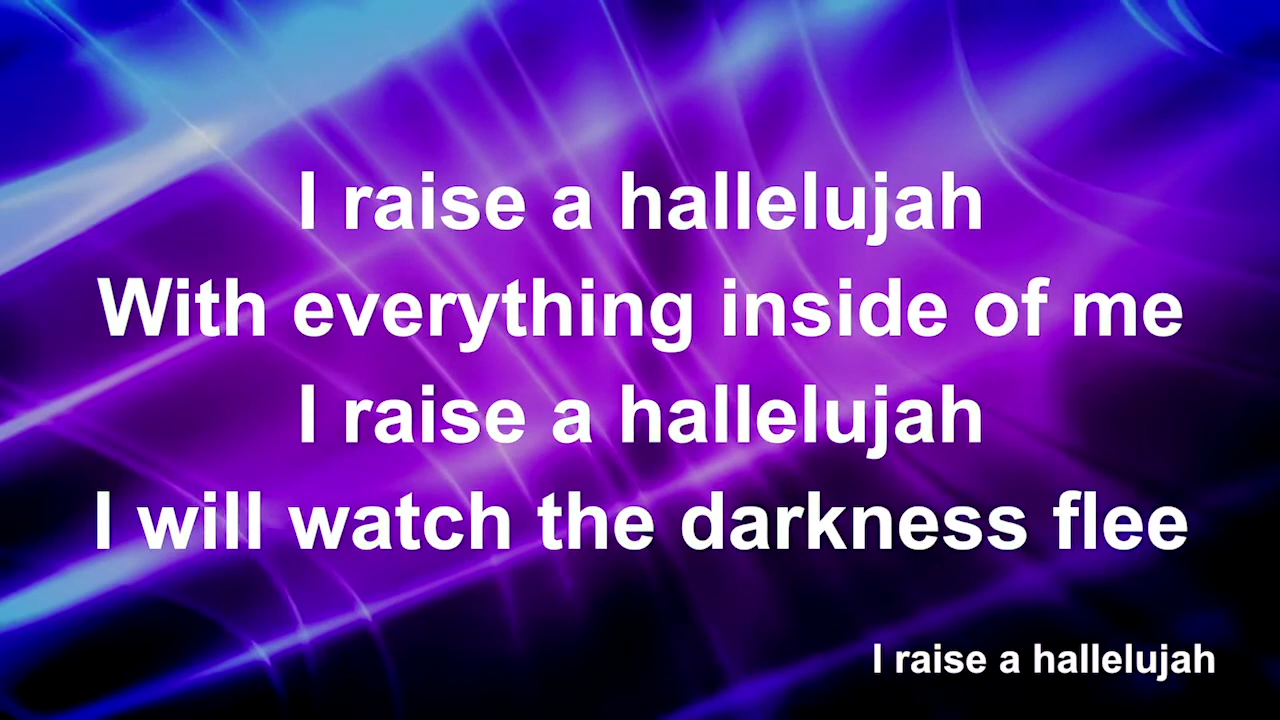 I raise a hallelujah
With everything inside of me
I raise a hallelujah
I will watch the darkness flee
I raise a hallelujah